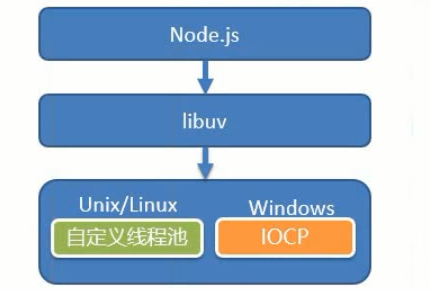 Node.js
libuv
Unix/Linux
Windows
自定义线程池
IOCP